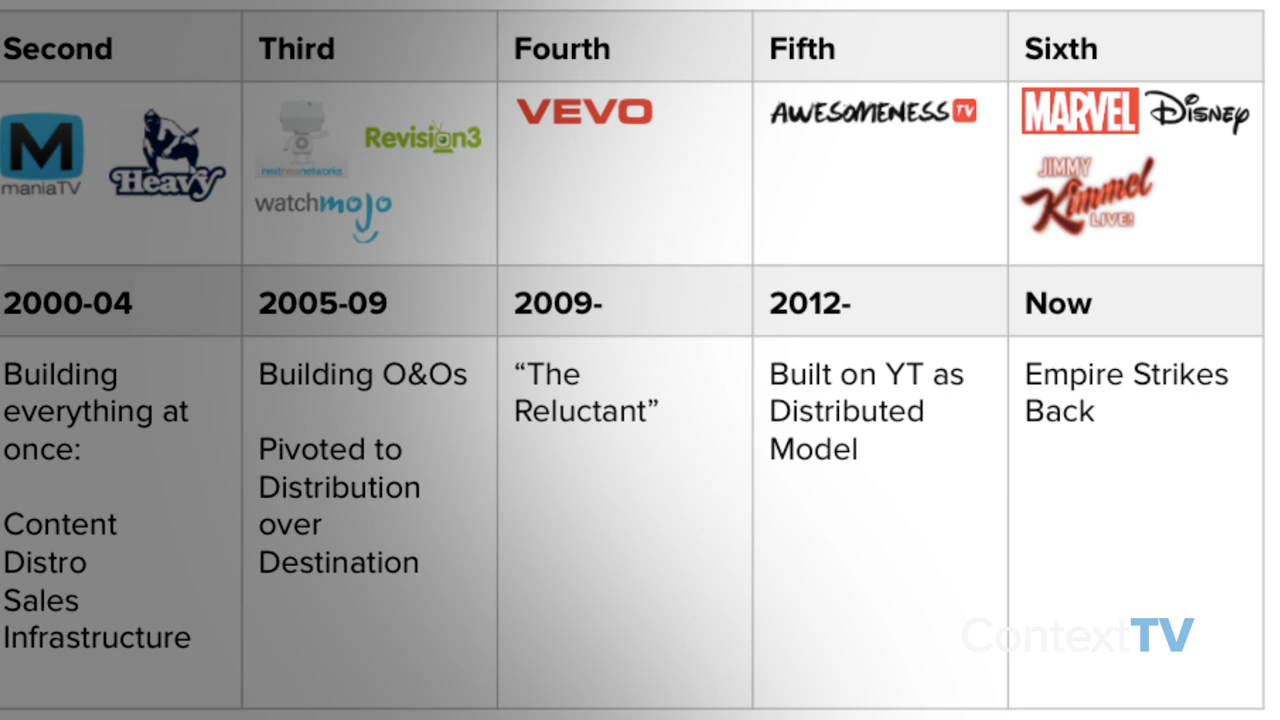 Second
Third
Fourth
Fifth
Sixth
M
maniaTV
Heavy
nextnewnetworks
Revision3
watchmojo
VEVO
AWESOMENESS TV
MARVEL
Disney
JIMMY
Kimmel
LIVE!
2000-04
2005-09
2009-
2012-
Now
Building
everything at
once:
Content
Distro
Sales
Infrastructure
Building O&Os
Pivoted to
Distribution
over
Destination
“The
Reluctant”
Built on YT as
Distributed
Model
Empire Strikes
Back
ContextTV